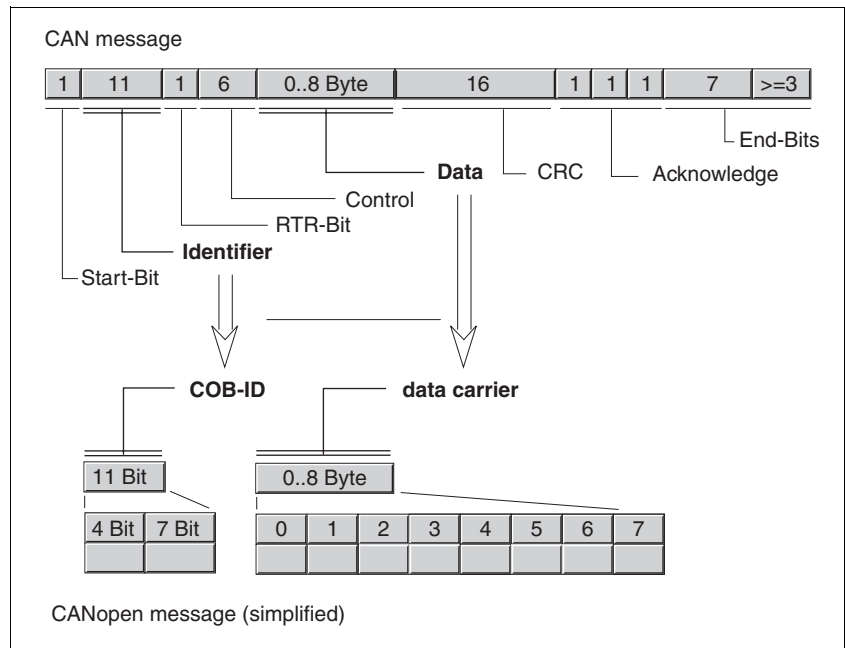 CAN message
1 11 1 6 0..8 Byte 16 1 1 1 7 >=3
End-Bits
Data CRC Acknowledge
Control
RTR-Bit
Identifier
Start-Bit
COB-ID data carrier
11 Bit 0..8 Byte
4 Bit 7 Bit 0 1 2 3 4 5 6 7
CANopen message (simplified)